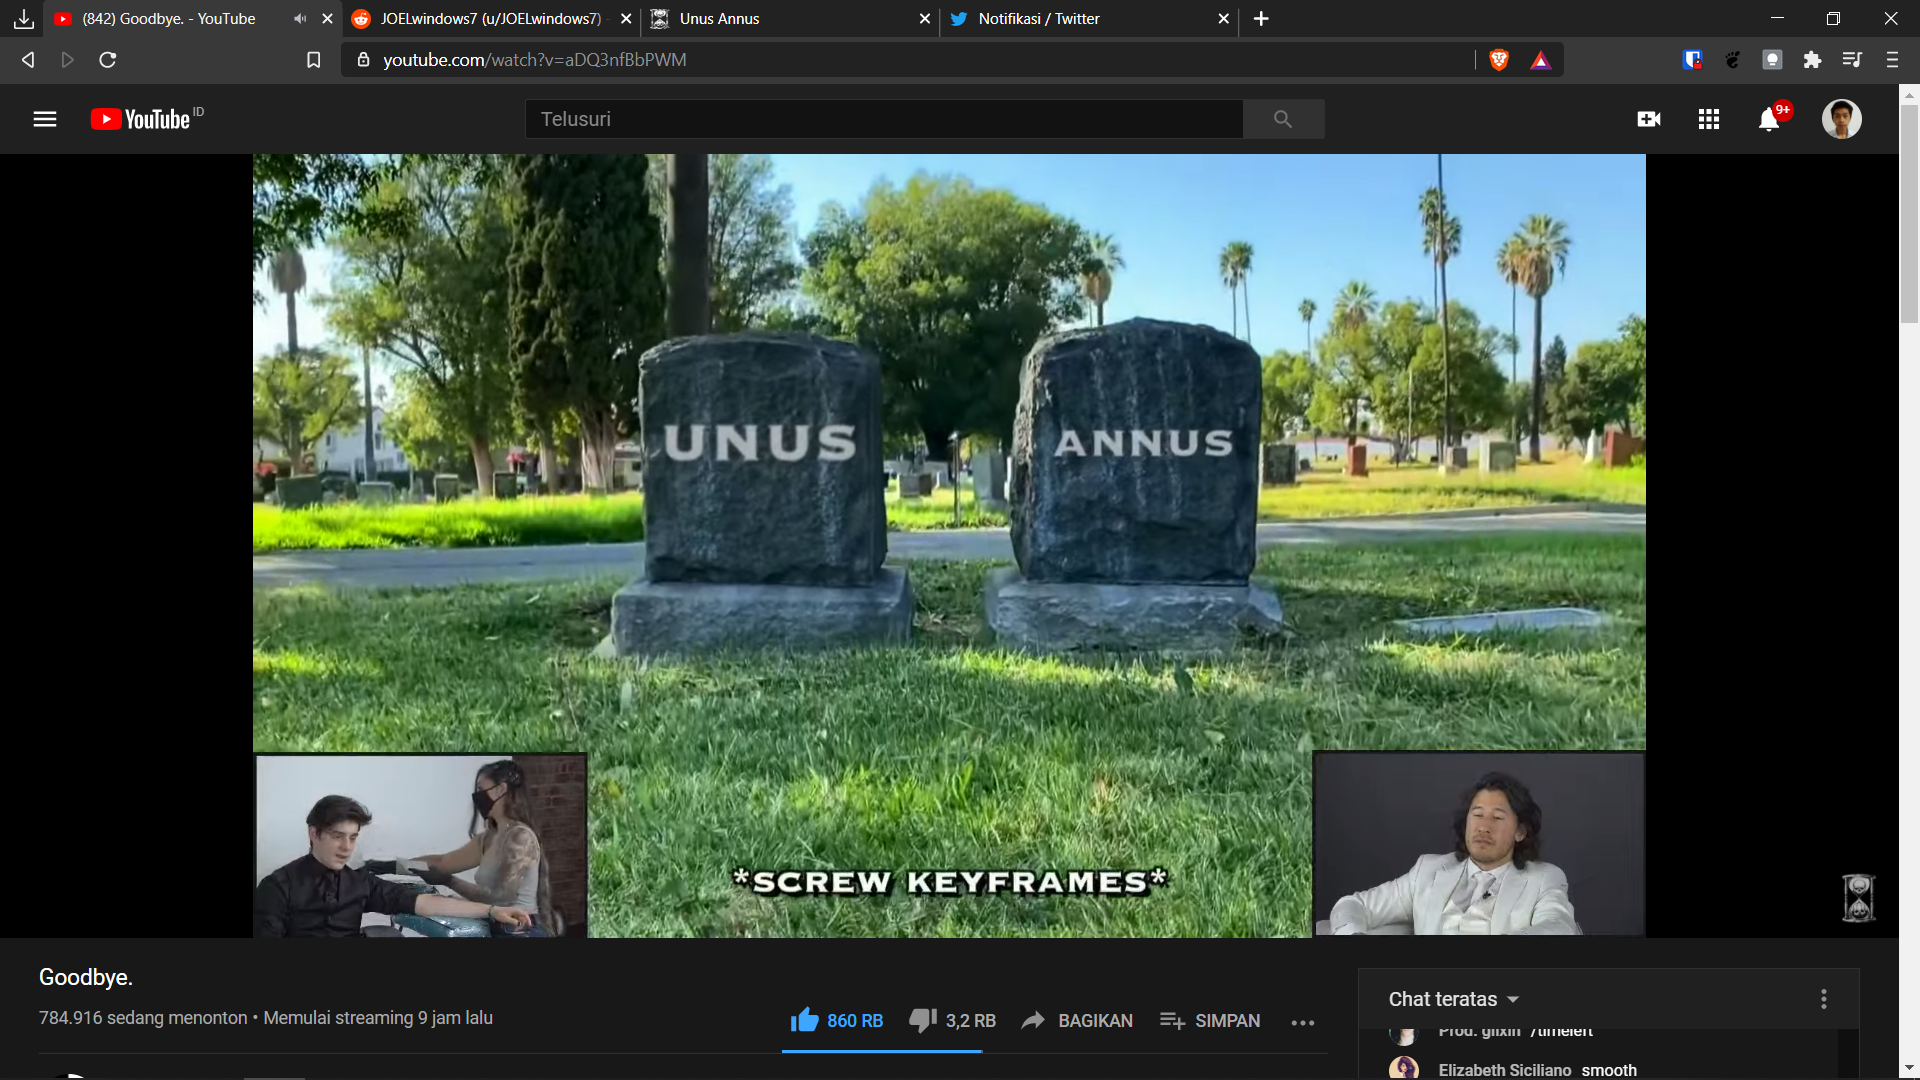 (842) Goodbye. - YouTube
JOELwindows7 (u/JOELwindows7)
Unus Annus
Notifikasi / Twitter
youtube.com/watch?v=aDQ3nfBbPWM
YouTube ID
Telusuri
9+
UNUS
ANNUS
*SCREW KEYFRAMES*
Goodbye.
784.916 sedang menonton • Memulai streaming 9 jam lalu
860 RB
3,2 RB
BAGIKAN
SIMPAN
Chat teratas
Prod. glixin /timeleft
Elizabeth Siciliano smooth